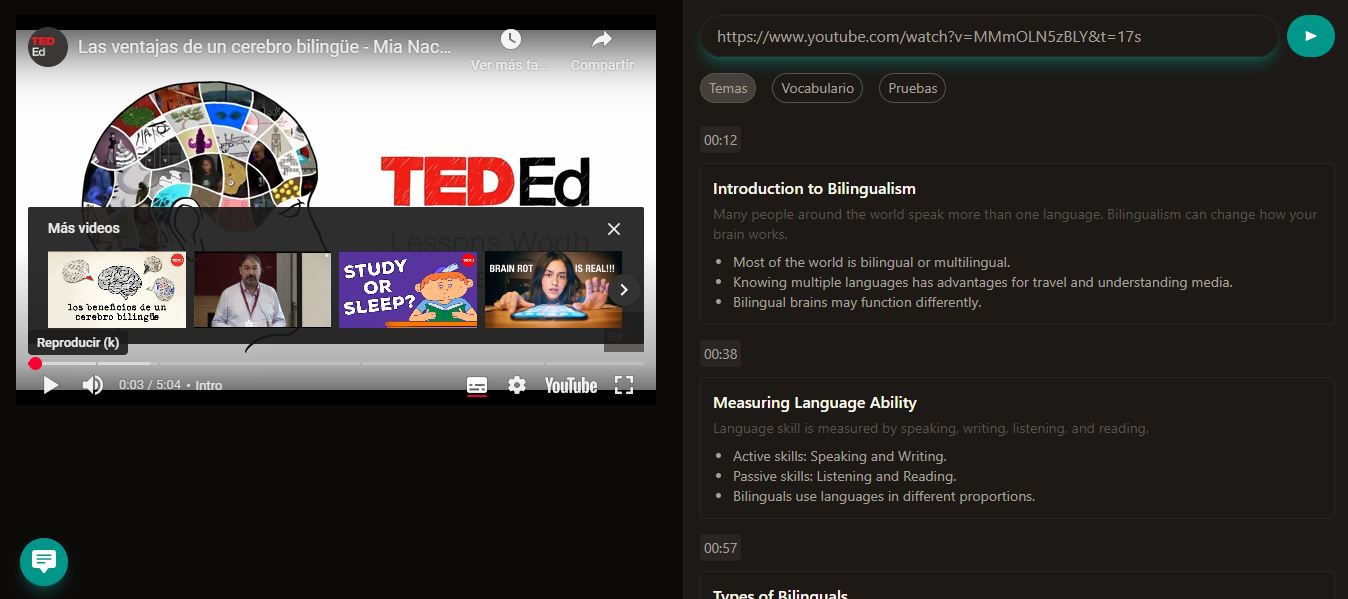 TED
Ed
Las ventajas de un cerebro bilingüe - Mia Nac...
Ver más ta...
Compartir
TEDEd
Lessons Worth
Más videos
los beneficios de un
cerebro bilingüe
STUDY
OR
SLEEP?
BRAIN ROT IS REAL!!!
Ed
Reproducir (k)
0:03 / 5:04 • Intro
YouTube
https://www.youtube.com/watch?v=MMmOLN5zBLY&t=17s
Temas
Vocabulario
Pruebas
00:12
Introduction to Bilingualism
Many people around the world speak more than one language. Bilingualism can change how your
brain works.
• Most of the world is bilingual or multilingual.
• Knowing multiple languages has advantages for travel and understanding media.
• Bilingual brains may function differently.
00:38
Measuring Language Ability
Language skill is measured by speaking, writing, listening, and reading.
• Active skills: Speaking and Writing.
• Passive skills: Listening and Reading.
• Bilinguals use languages in different proportions.
00:57
Types of Bilinguals